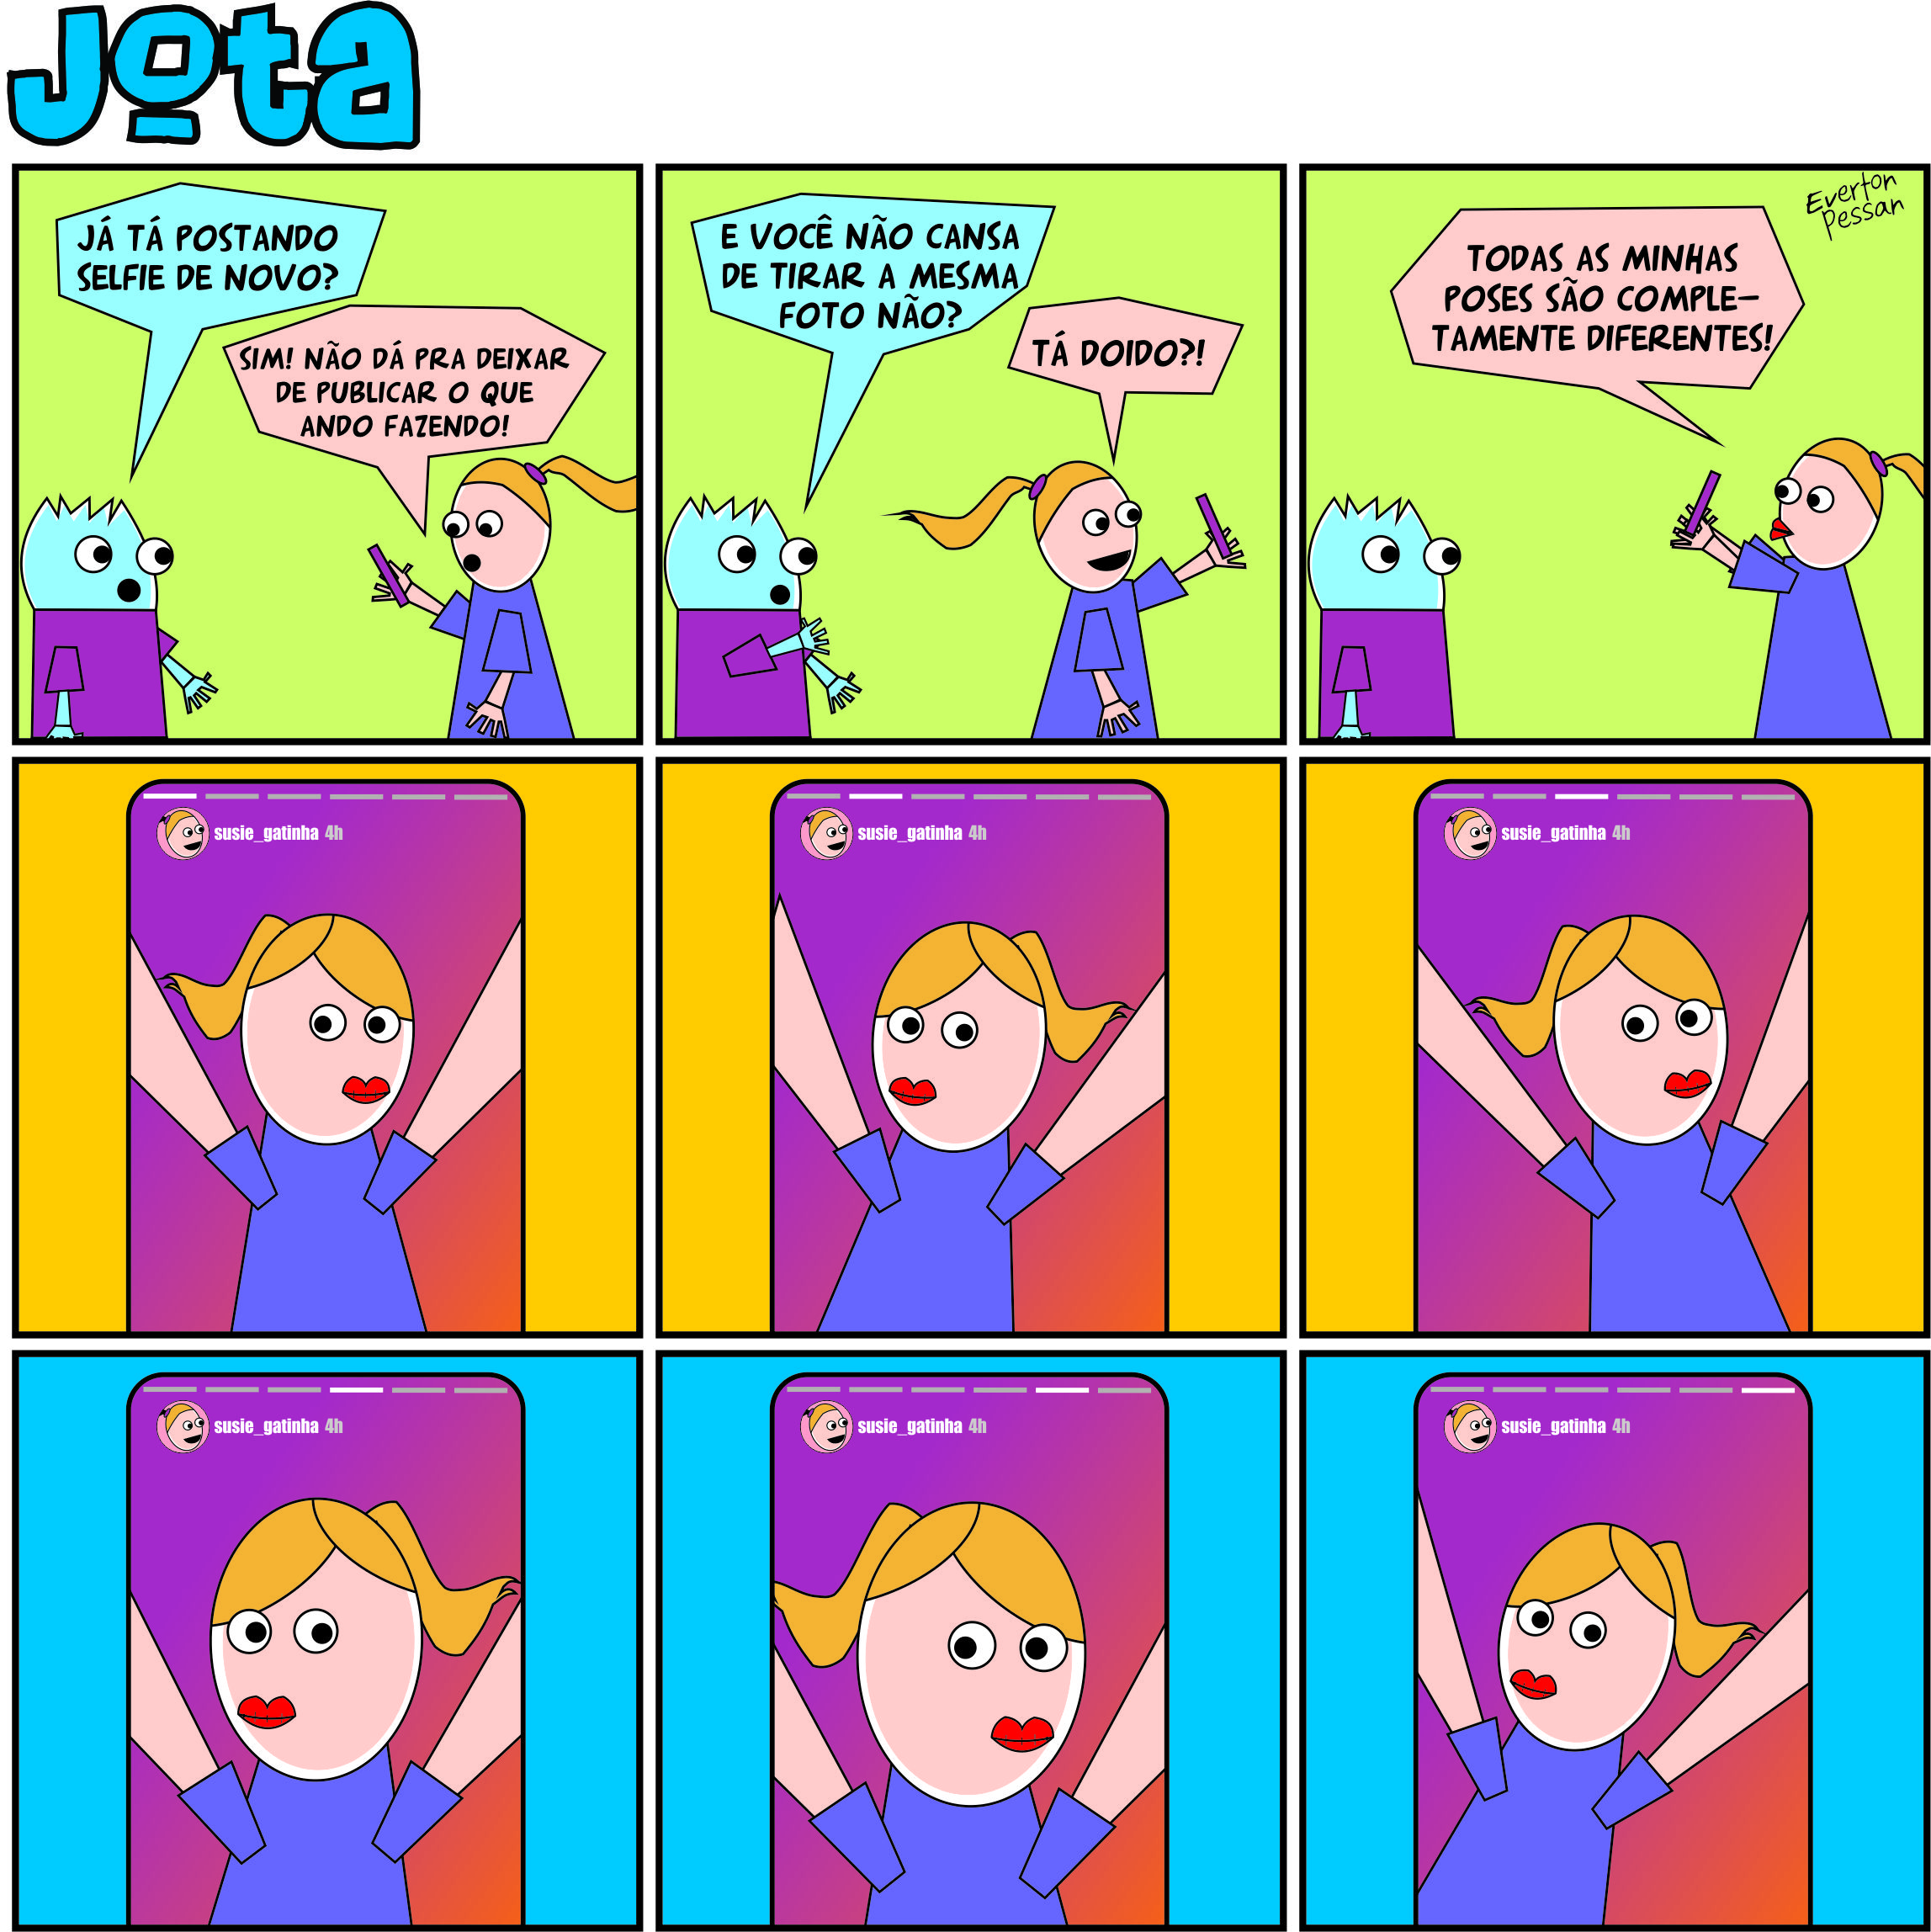 Jota
JÁ TÁ POSTANDO
SELFIE DE NOVO?
SIM! NÃO DÁ PRA DEIXAR
DE PUBLICAR O QUE
ANDO FAZENDO!
E VOCÊ NÃO CANSA
DE TIRAR A MESMA
FOTO NÃO?
TÁ DOIDO?!
Everton
Pessan
TODAS AS MINHAS
POSES SÃO COMPLE-
TAMENTE DIFERENTES!
susie_gatinha 4h
susie_gatinha 4h
susie_gatinha 4h
susie_gatinha 4h
susie_gatinha 4h
susie_gatinha 4h